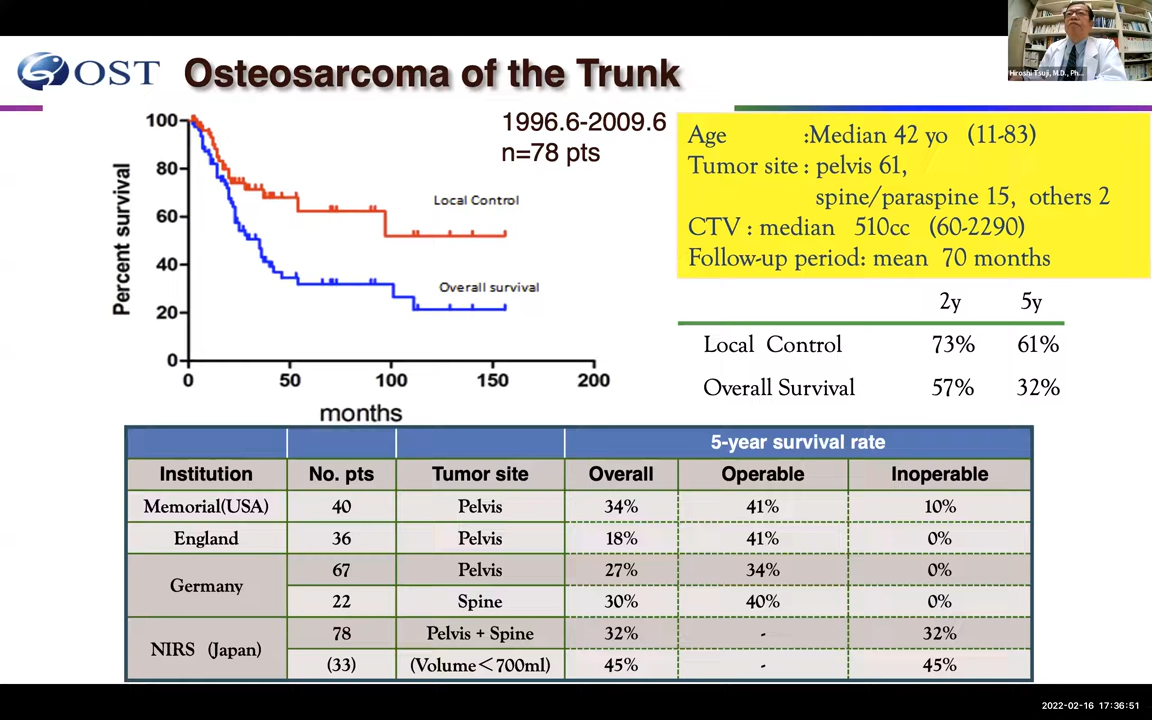 OST
Osteosarcoma of the Trunk
Hiroshi Tsuji, M.D., Ph...
1996.6-2009.6
n=78 pts
Percent survival
100
80
60
40
20
0
Local Control
Overall survival
0 50 100 150 200
months
Age :Median 42 yo (11-83)
Tumor site : pelvis 61,
spine/paraspine 15, others 2
CTV : median 510cc (60-2290)
Follow-up period: mean 70 months
2y 5y
Local Control 73% 61%
Overall Survival 57% 32%
5-year survival rate
Institution No. pts Tumor site Overall Operable Inoperable
Memorial(USA) 40 Pelvis 34% 41% 10%
England 36 Pelvis 18% 41% 0%
Germany 67 Pelvis 27% 34% 0%
22 Spine 30% 40% 0%
NIRS (Japan) 78 Pelvis + Spine 32% - 32%
(33) (Volume＜700ml) 45% - 45%
2022-02-16 17:36:51